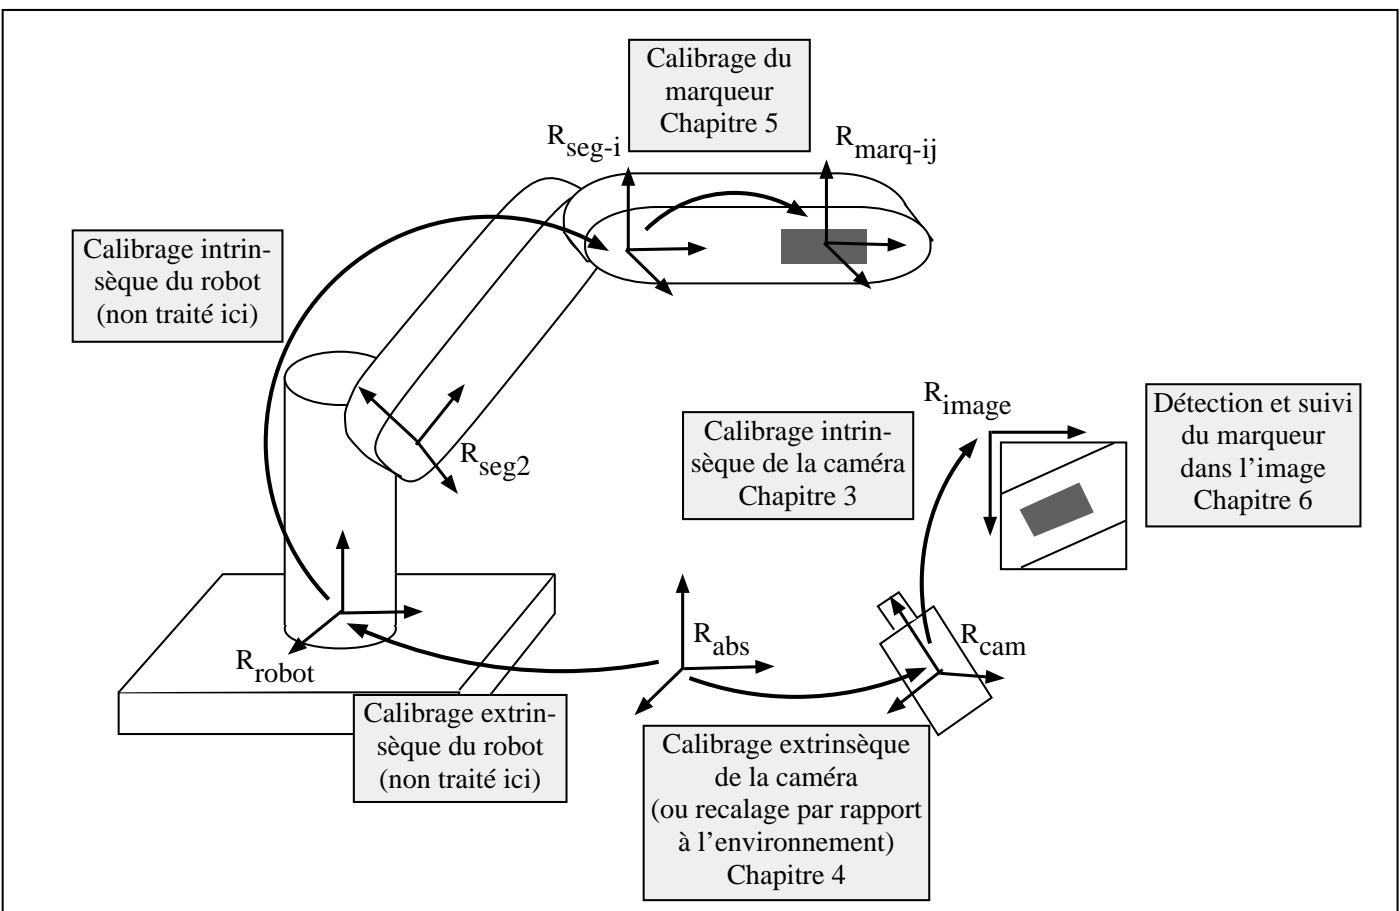 Calibrage du
marqueur
Chapitre 5
R seg-i
R marq-ij
Calibrage intrin-
sèque du robot
(non traité ici)
R image
Détection et suivi
du marqueur
dans l’image
Chapitre 6
Calibrage intrin-
sèque de la caméra
Chapitre 3
R seg2
R abs
R cam
R robot
Calibrage extrin-
sèque du robot
(non traité ici)
Calibrage extrinsèque
de la caméra
(ou recalage par rapport
à l’environnement)
Chapitre 4